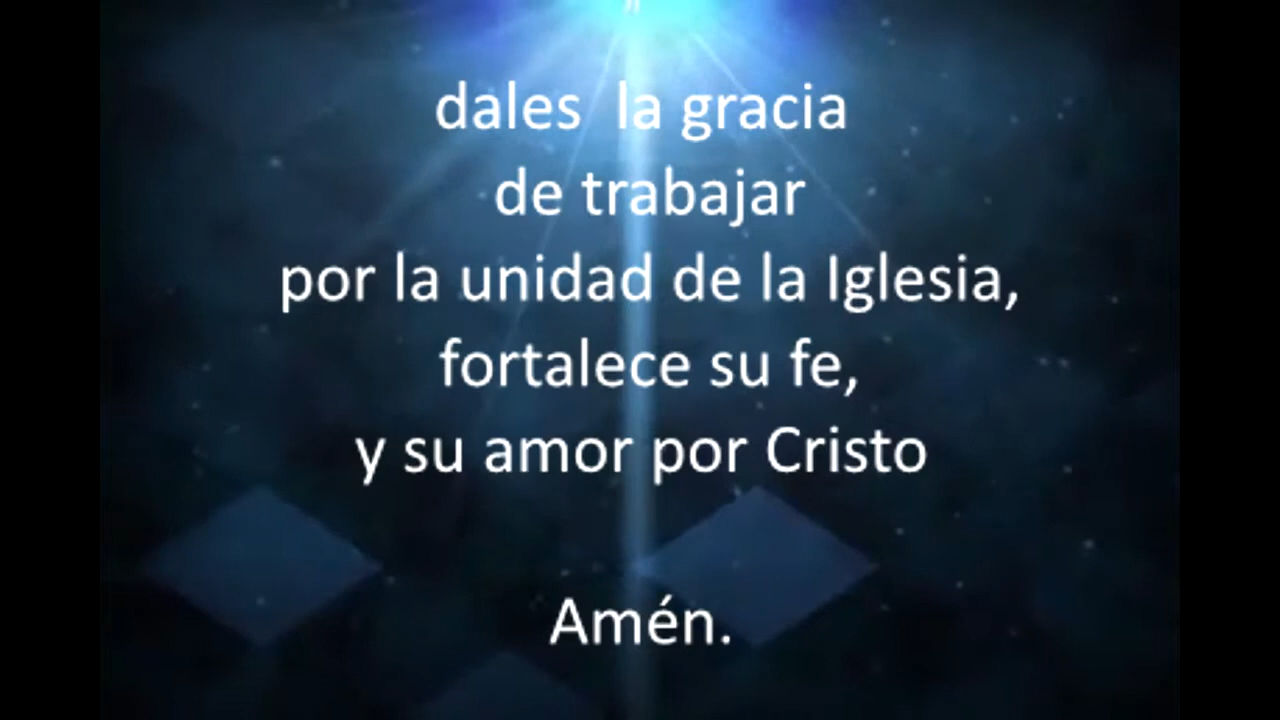 dales la gracia
de trabajar
por la unidad de la Iglesia,
fortalece su fe,
y su amor por Cristo
Amén.